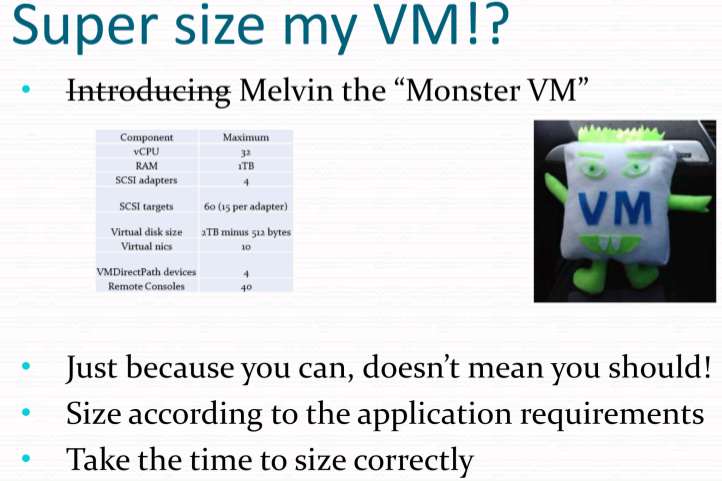 Super size my VM!?
• Introducing Melvin the “Monster VM”
Component Maximum
vCPU 32
RAM 1TB
SCSI adapters 4
SCSI targets 60 (15 per adapter)
Virtual disk size 2TB minus 512 bytes
Virtual nics 10
VMDirectPath devices 4
Remote Consoles 40
VM
• Just because you can, doesn’t mean you should!
• Size according to the application requirements
• Take the time to size correctly